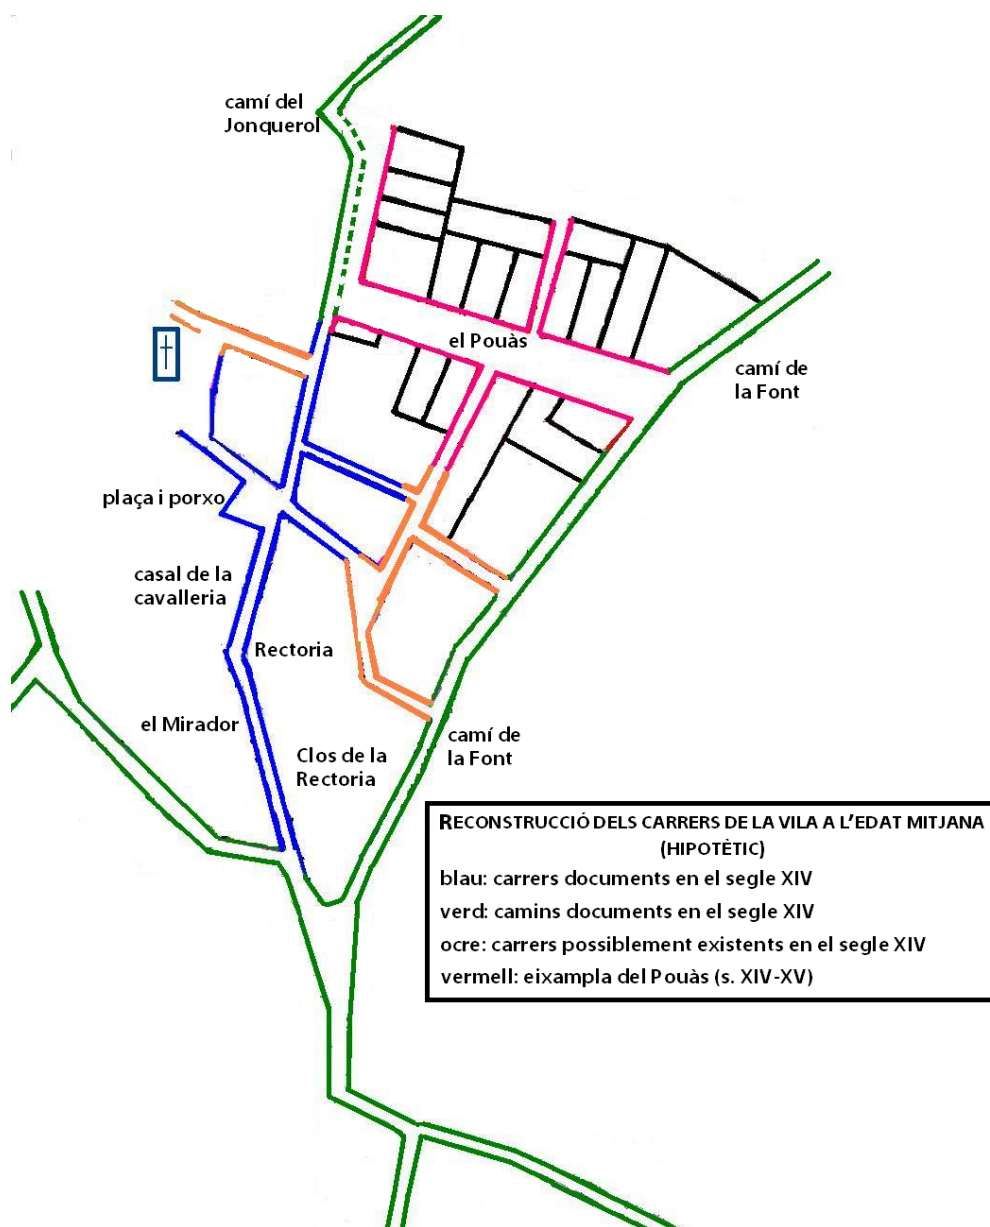 camí del
Jonquerol
el Pouàs
camí de
la Font
plaça i porxo
casal de la
cavalleria
Rectoria
el Mirador
Clos de la
Rectoria
camí de
la Font
RECONSTRUCCIÓ DELS CARRERS DE LA VILA A L'EDAT MITJANA
(HIPOTÈTIC)
blau: carrers documents en el segle XIV
verd: camins documents en el segle XIV
ocre: carrers possiblement existents en el segle XIV
vermell: eixampla del Pouàs (s. XIV-XV)